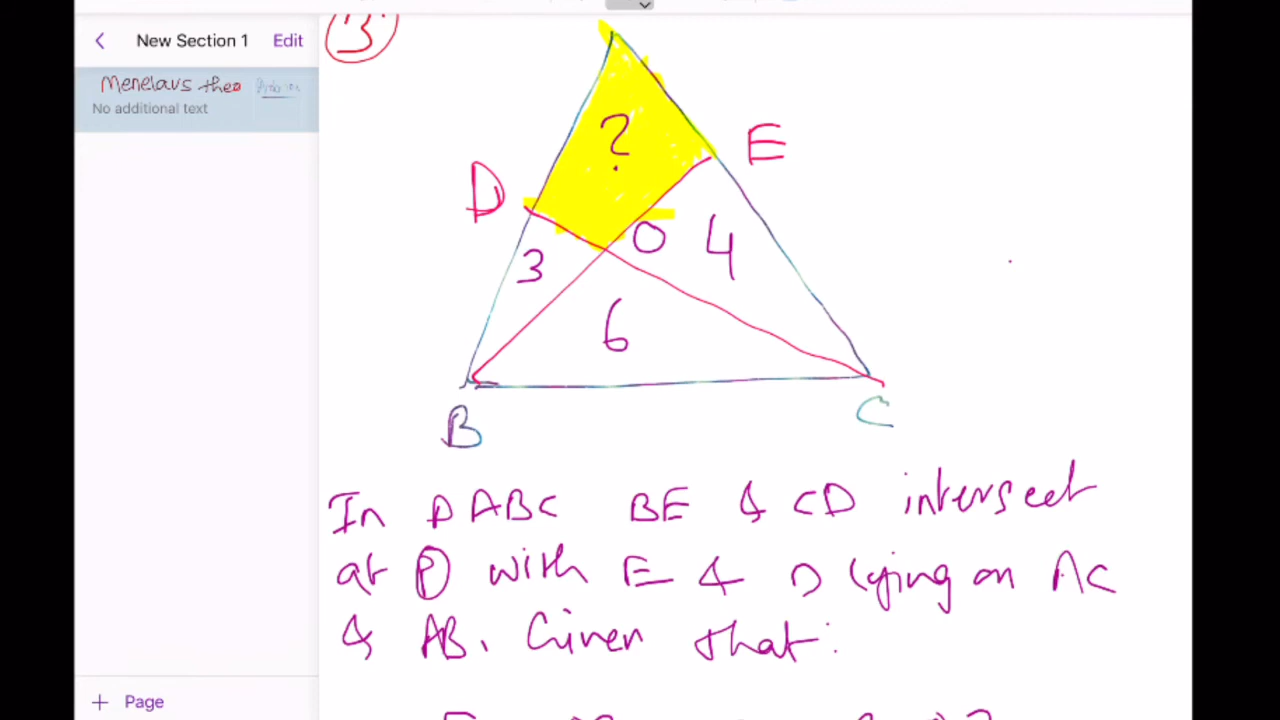 New Section 1
Edit
Menelaus theo
No additional text
3
?
E
D
O
3
4
6
B
C
In Δ ABC BE & CD intersect
at P with E & D lying on AC
& AB. Given that:
+ Page